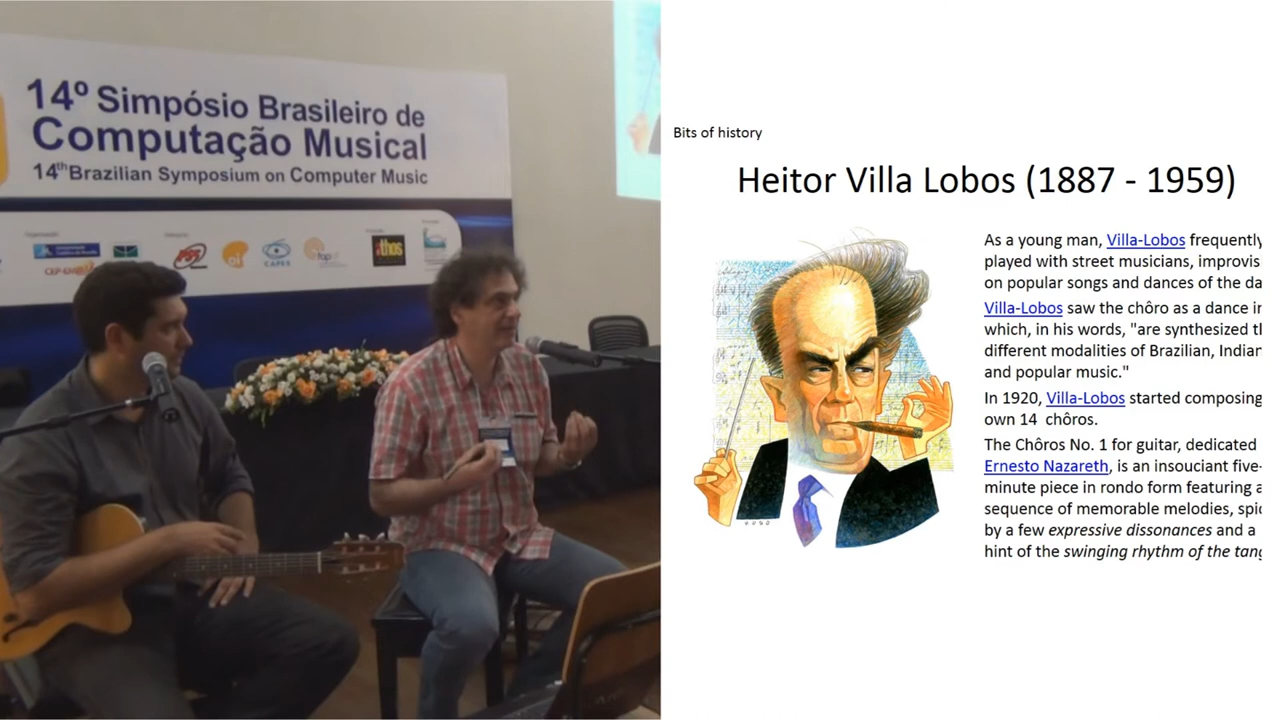 14º Simpósio Brasileiro de
Computação Musical
14th Brazilian Symposium on Computer Music
CAPES
Bits of history
Heitor Villa Lobos (1887 - 1959)
As a young man, Villa-Lobos frequently
played with street musicians, improvis
on popular songs and dances of the da
Villa-Lobos saw the chôro as a dance in
which, in his words, "are synthesized
different modalities of Brazilian, Indian
and popular music."
In 1920, Villa-Lobos started composing
own 14 chôros.
The Chôros No. 1 for guitar, dedicated
Ernesto Nazareth, is an insouciant five-
minute piece in rondo form featuring a
sequence of memorable melodies, spic
by a few expressive dissonances and a
hint of the swinging rhythm of the tang